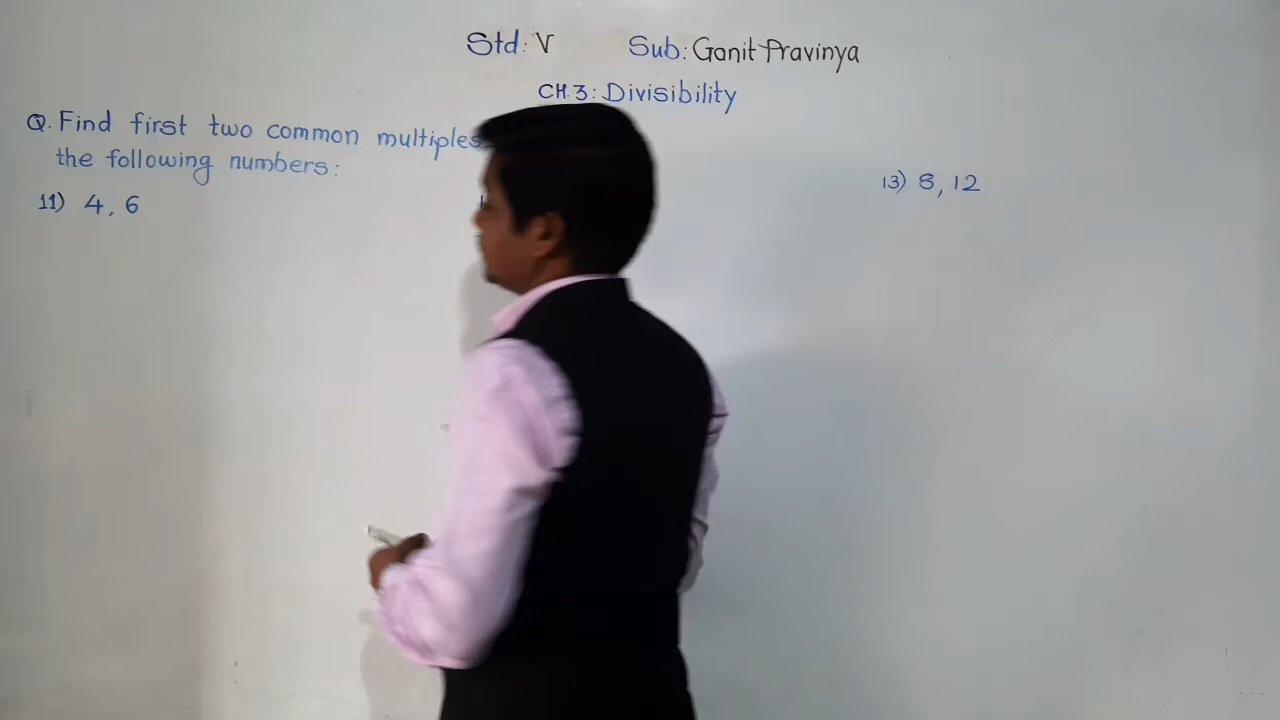 Std: V Sub: Ganit Pravinya
CH.3: Divisibility
Q. Find first two common multiples
the following numbers:
11) 4, 6
13) 8, 12